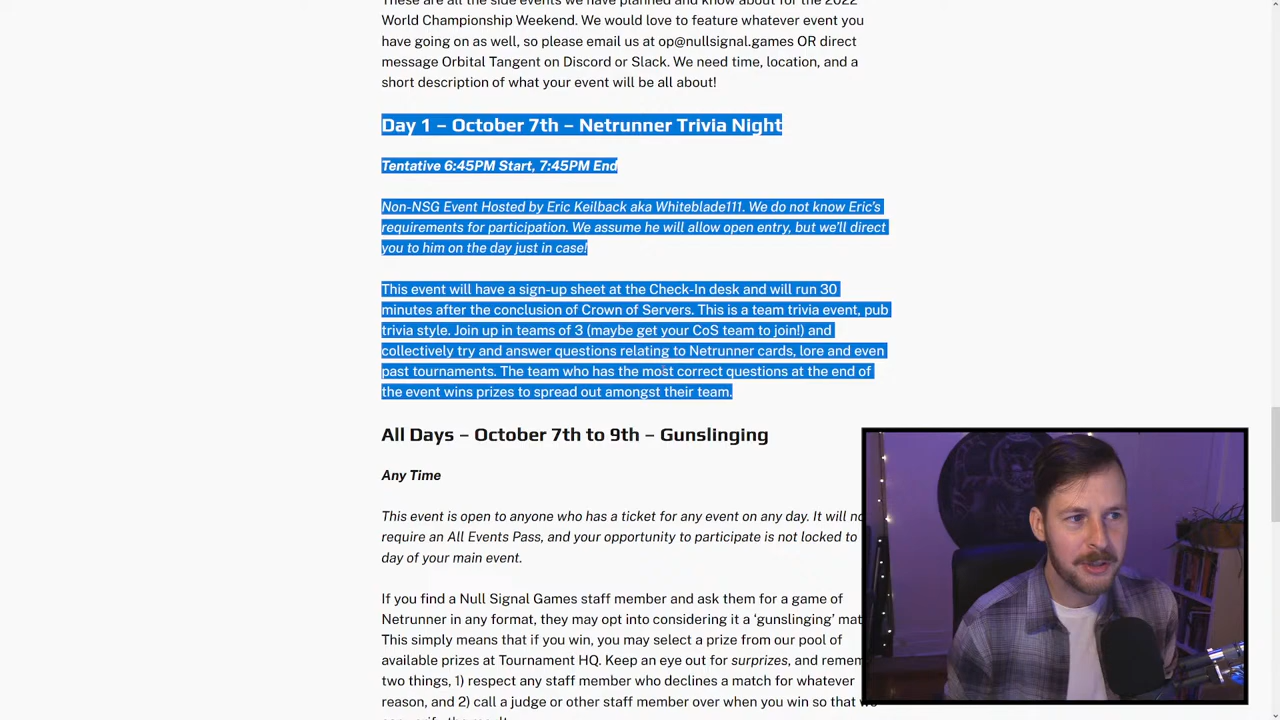 These are all the side events we have planned and know about for the 2022
World Championship Weekend. We would love to feature whatever event you
have going on as well, so please email us at op@nullsignal.games OR direct
message Orbital Tangent on Discord or Slack. We need time, location, and a
short description of what your event will be all about!
Day 1 – October 7th – Netrunner Trivia Night
Tentative 6:45PM Start, 7:45PM End
Non-NSG Event Hosted by Eric Keilback aka Whiteblade111. We do not know Eric's
requirements for participation. We assume he will allow open entry, but we'll direct
you to him on the day just in case!
This event will have a sign-up sheet at the Check-In desk and will run 30
minutes after the conclusion of Crown of Servers. This is a team trivia event, pub
trivia style. Join up in teams of 3 (maybe get your CoS team to join!) and
collectively try and answer questions relating to Netrunner cards, lore and even
past tournaments. The team who has the most correct questions at the end of
the event wins prizes to spread out amongst their team.
All Days – October 7th to 9th – Gunslinging
Any Time
This event is open to anyone who has a ticket for any event on any day. It will no
require an All Events Pass, and your opportunity to participate is not locked to
day of your main event.
If you find a Null Signal Games staff member and ask them for a game of
Netrunner in any format, they may opt into considering it a 'gunslinging' mat
This simply means that if you win, you may select a prize from our pool of
available prizes at Tournament HQ. Keep an eye out for surprises, and remem
two things, 1) respect any staff member who declines a match for whatever
reason, and 2) call a judge or other staff member over when you win so that w